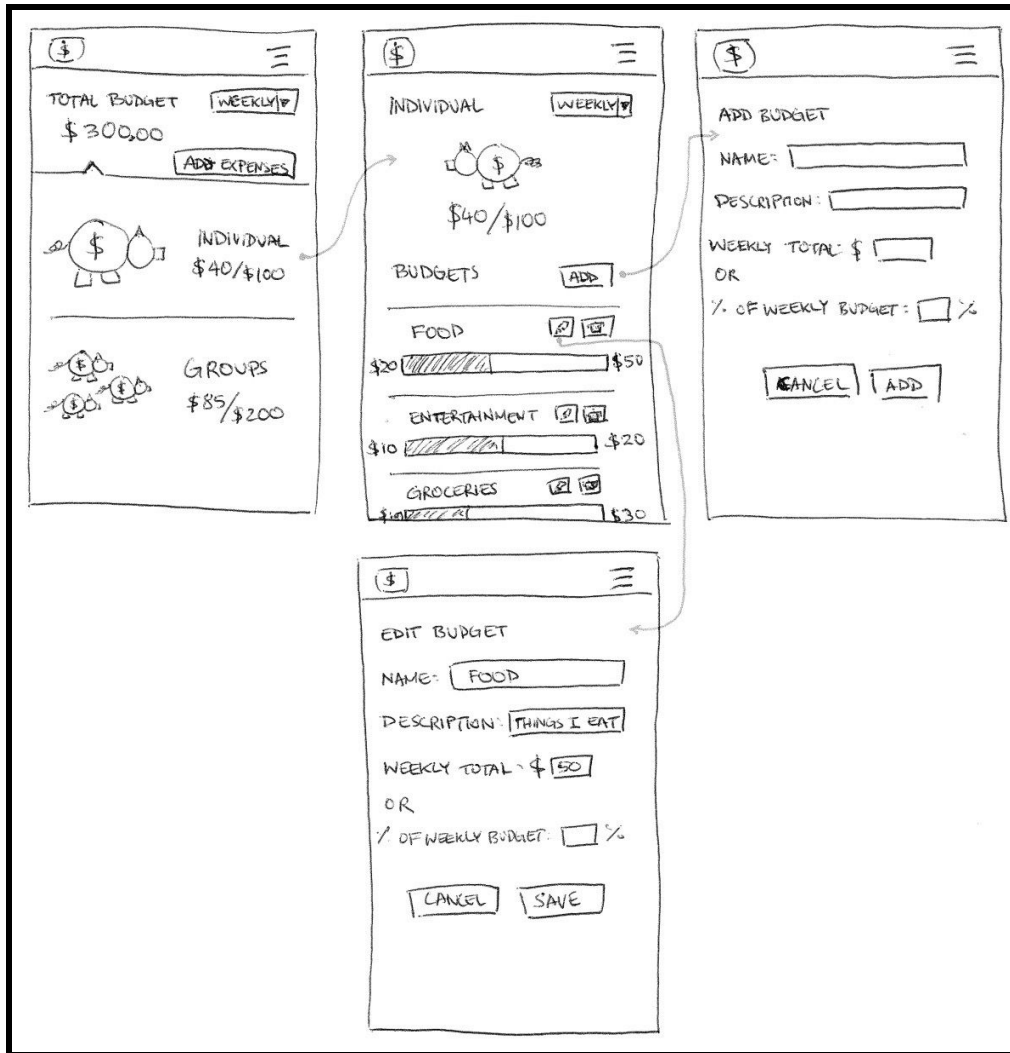 $
TOTAL BUDGET WEEKLY
$300,00
ADD EXPENSES
$ INDIVIDUAL
$40/$100
$
$
$
GROUPS
$85/$200
$
INDIVIDUAL WEEKLY
$
$40/$100
BUDGETS ADD
FOOD
$20 $50
ENTERTAINMENT
$10 $20
GROCERIES
$10 $30
$
ADD BUDGET
NAME:
DESCRIPTION:
WEEKLY TOTAL: $
OR
% OF WEEKLY BUDGET: %
CANCEL ADD
$
EDIT BUDGET
NAME: FOOD
DESCRIPTION: THINGS I EAT
WEEKLY TOTAL: $ 50
OR
% OF WEEKLY BUDGET: %
CANCEL SAVE